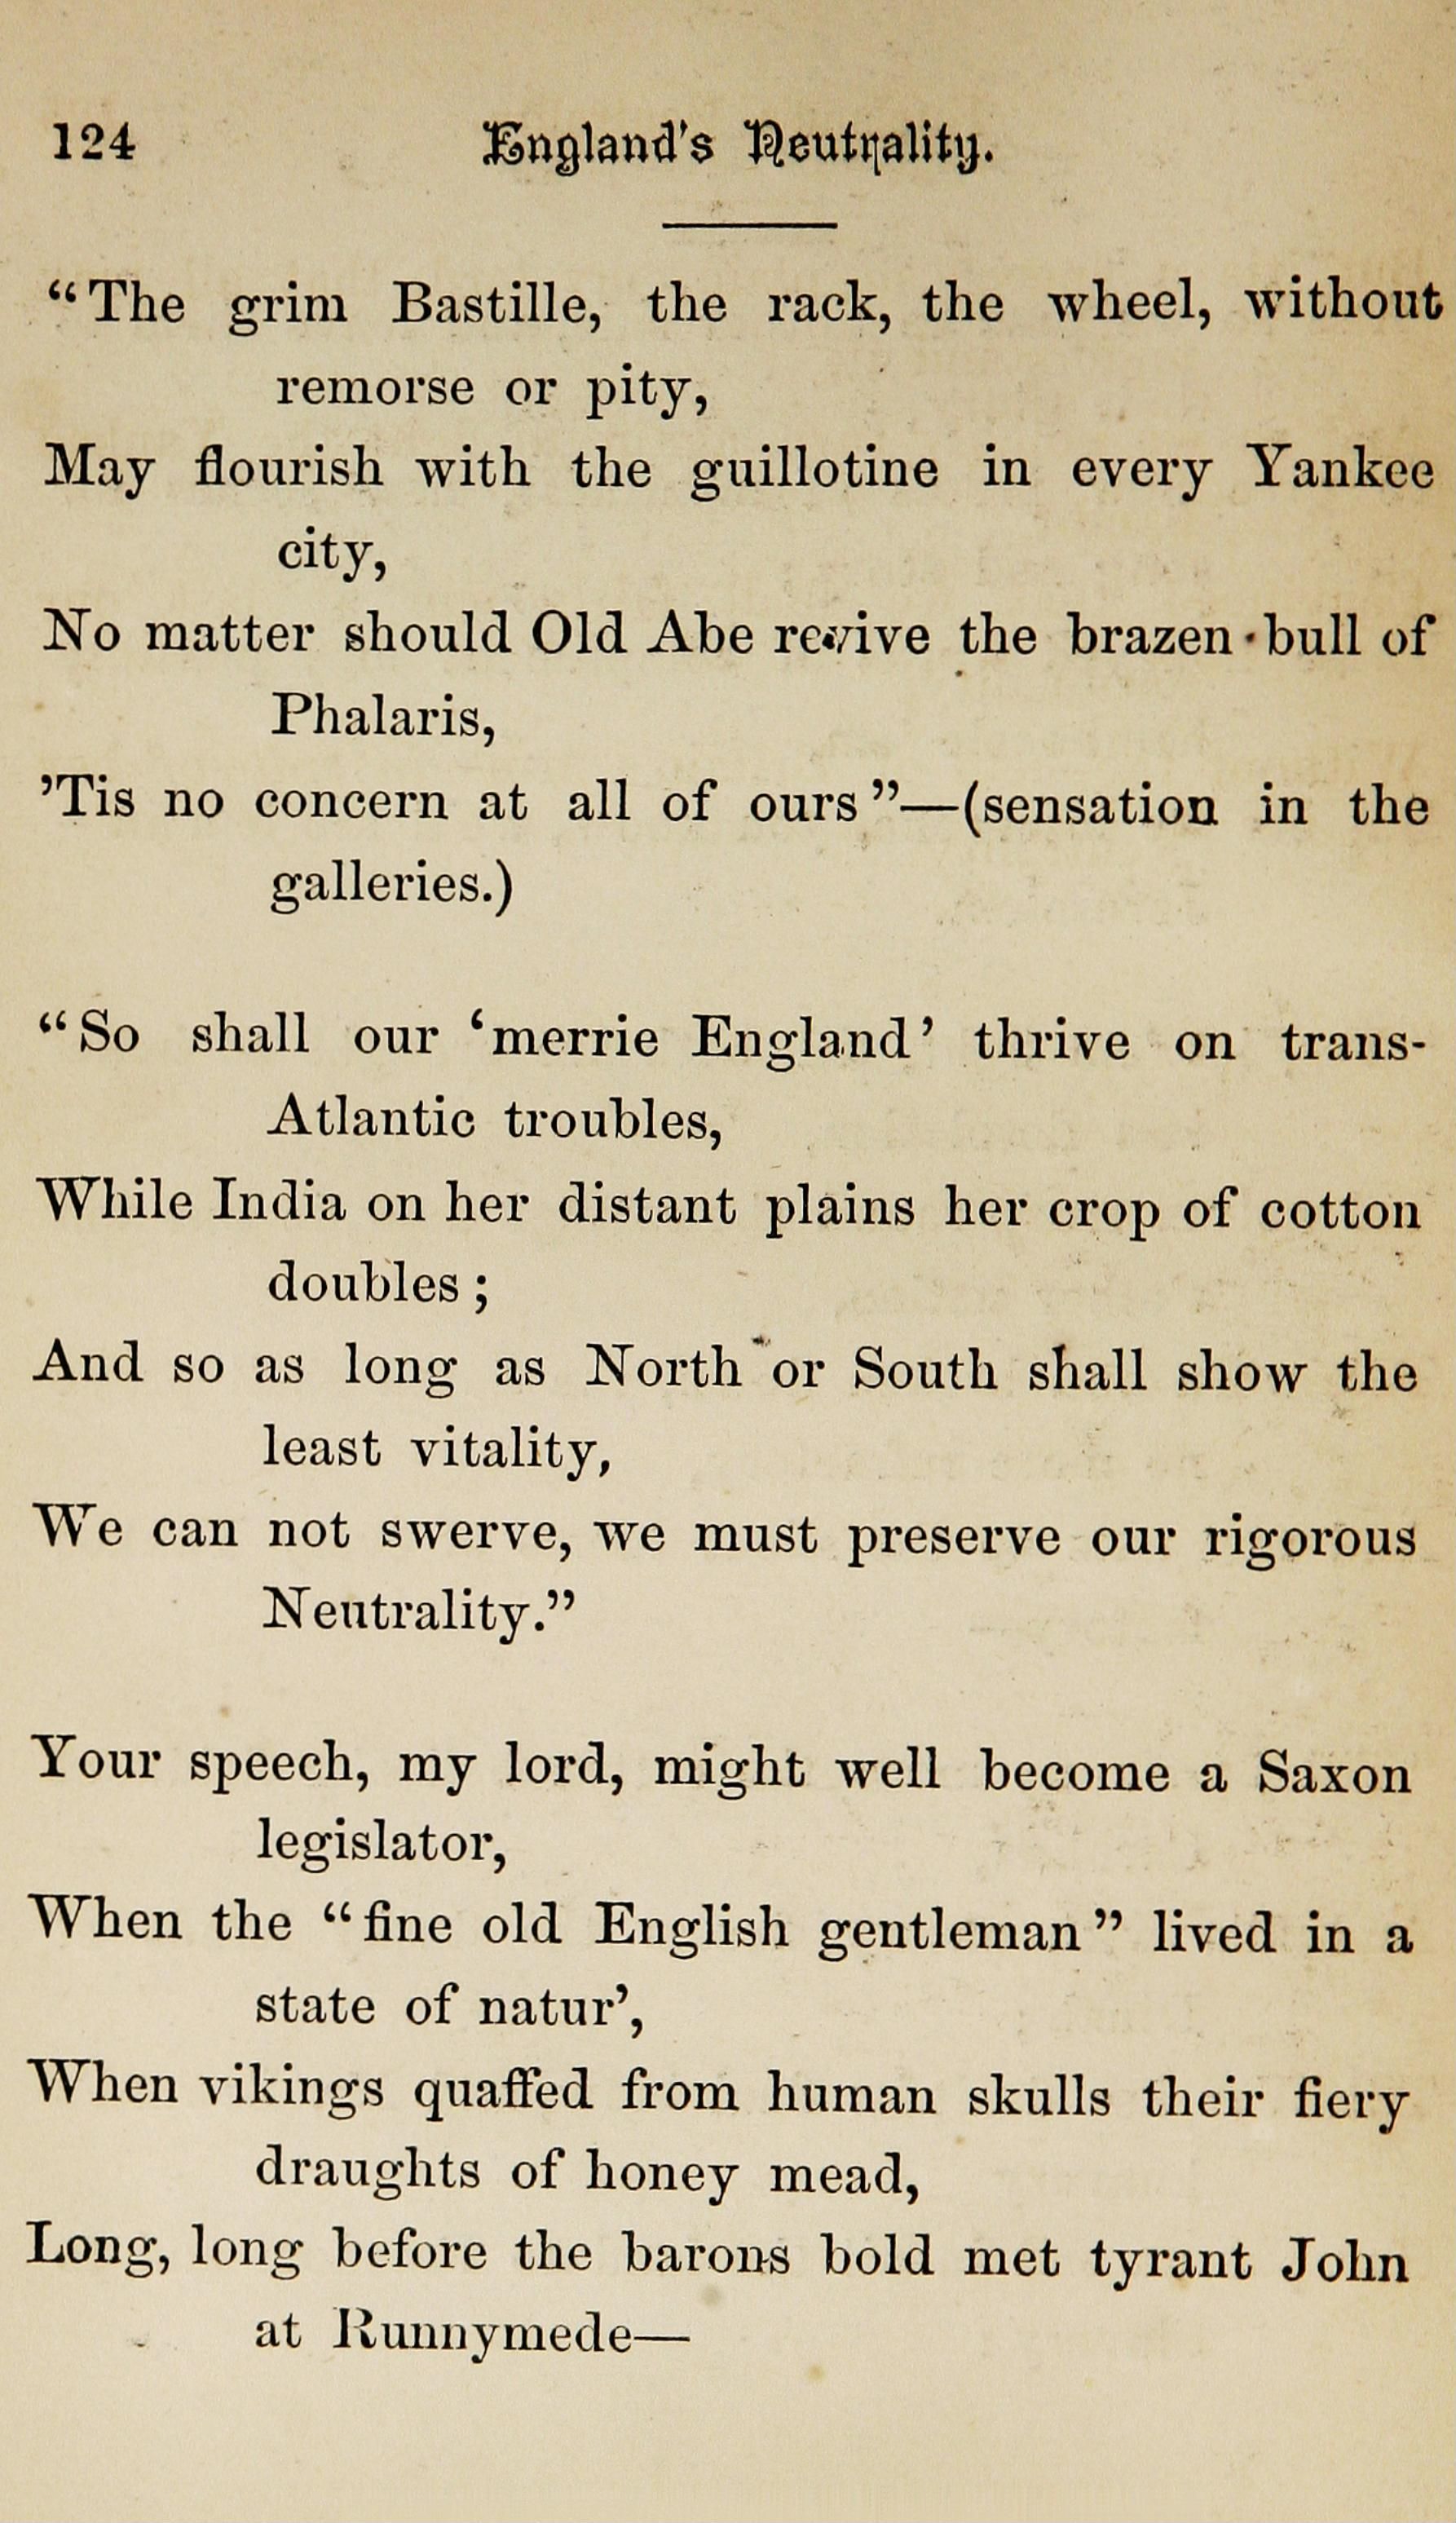 124 England's Neutrality.
“The grim Bastille, the rack, the wheel, without
remorse or pity,
May flourish with the guillotine in every Yankee
city,
No matter should Old Abe revive the brazen bull of
Phalaris,
’Tis no concern at all of ours”—(sensation in the
galleries.)
“So shall our ‘merrie England’ thrive on trans-
Atlantic troubles,
While India on her distant plains her crop of cotton
doubles;
And so as long as North or South shall show the
least vitality,
We can not swerve, we must preserve our rigorous
Neutrality.”
Your speech, my lord, might well become a Saxon
legislator,
When the “fine old English gentleman” lived in a
state of natur’,
When vikings quaffed from human skulls their fiery
draughts of honey mead,
Long, long before the barons bold met tyrant John
at Runnymede—